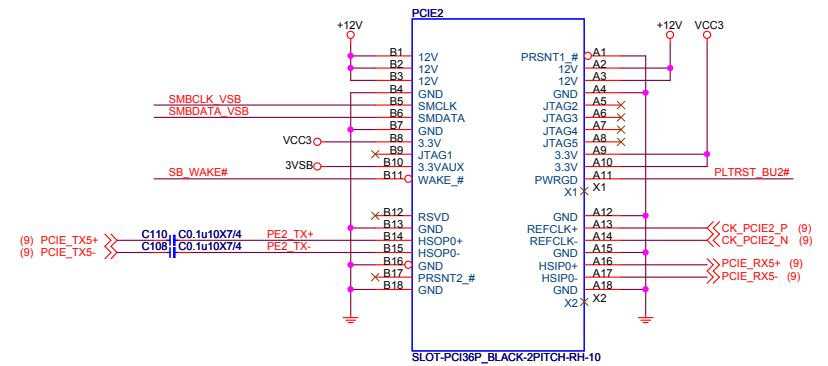 PCIE2
+12V
+12V
VCC3
B1 12V PRSNT1_# A1
B2 12V 12V A2
B3 12V 12V A3
B4 GND GND A4
SMBCLK_VSB B5 SMCLK JTAG2 A5
SMBDATA_VSB B6 SMDATA JTAG3 A6
B7 GND JTAG4 A7
VCC3 B8 3.3V JTAG5 A8
B9 JTAG1 3.3V A9
3VSB B10 3.3VAUX 3.3V A10
SB_WAKE# B11 WAKE_# PWRGD A11 PLTRST_BU2#
X1 X1
B12 RSVD GND A12
B13 GND REFCLK+ A13 CK_PCIE2_P (9)
(9) PCIE_TX5+ C110 C0.1u10X7/4 PE2_TX+ B14 HSOP0+ REFCLK- A14 CK_PCIE2_N (9)
(9) PCIE_TX5- C108 C0.1u10X7/4 PE2_TX- B15 HSOP0- GND A15
B16 GND HSIP0+ A16 PCIE_RX5+ (9)
B17 PRSNT2_# HSIP0- A17 PCIE_RX5- (9)
B18 GND GND A18
X2 X2
SLOT-PCI36P_BLACK-2PITCH-RH-10